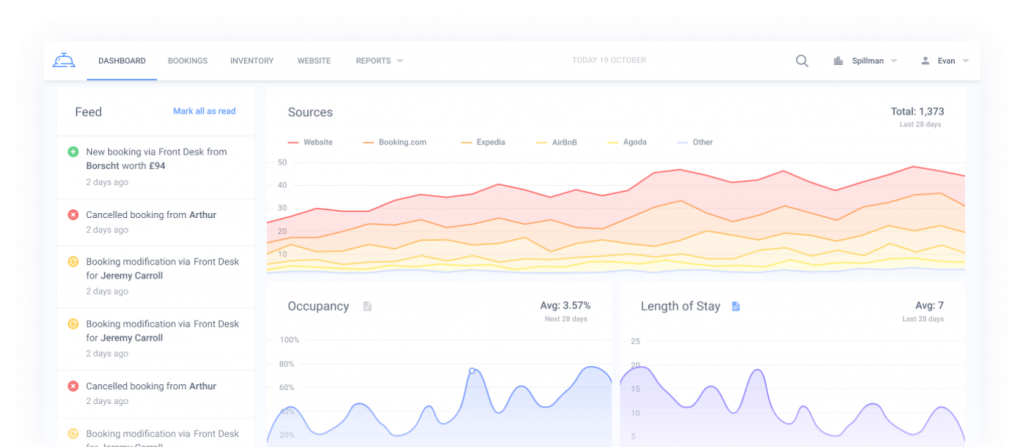 DASHBOARD BOOKINGS INVENTORY WEBSITE REPORTS TODAY 19 OCTOBER Spillman Evan
Feed Mark all as read
New booking via Front Desk from
Borscht worth £94
2 days ago
Cancelled booking from Arthur
2 days ago
Booking modification via Front Desk
for Jeremy Carroll
2 days ago
Booking modification via Front Desk
for Jeremy Carroll
2 days ago
Cancelled booking from Arthur
2 days ago
Booking modification via Front Desk
for Jeremy Carroll
Sources Total: 1,373
Last 28 days
Website Booking.com Expedia AirBnB Agoda Other
50
40
30
20
10
Occupancy Avg: 3.57%
Next 28 days
100%
80%
60%
40%
20%
Length of Stay Avg: 7
Last 28 days
25
20
15
10
5